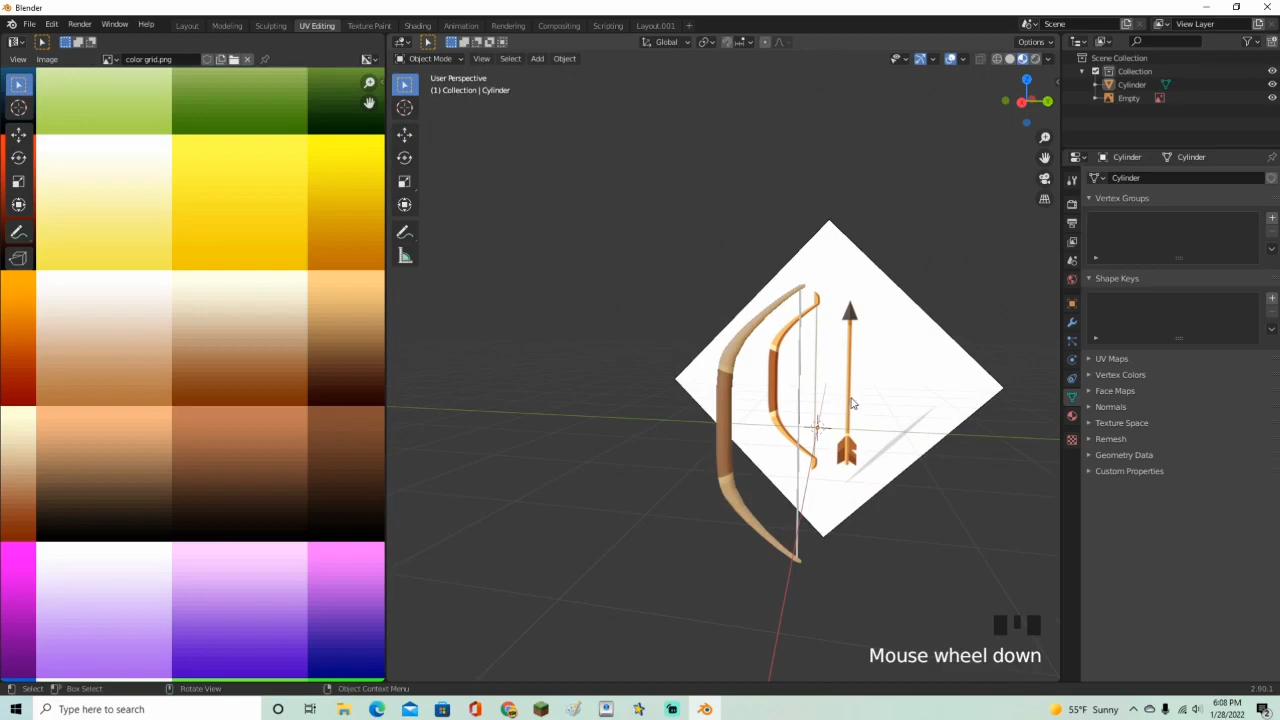 Blender
File Edit Render Window Help Layout Modeling Sculpting UV Editing Texture Paint Shading Animation Rendering Compositing Scripting Layout.001 + Scene View Layer
color grid.png Global Options
View Image Object Mode View Select Add Object
User Perspective
(1) Collection | Cylinder
Scene Collection
Collection
Cylinder
Empty
Cylinder Cylinder
Cylinder
Vertex Groups
Shape Keys
UV Maps
Vertex Colors
Face Maps
Normals
Texture Space
Remesh
Geometry Data
Custom Properties
Mouse wheel down
Select Box Select Rotate View Object Context Menu 2.90.1
Type here to search 55°F Sunny 6:08 PM
1/28/2022